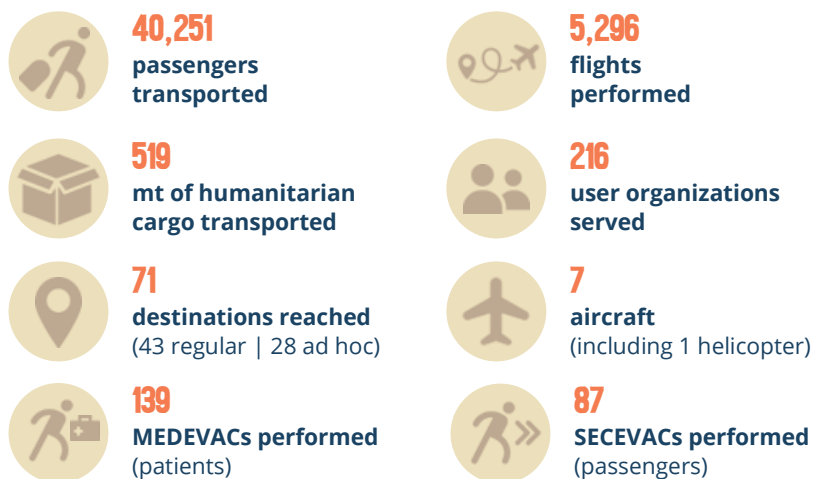 40,251
passengers
transported
5,296
flights
performed
519
mt of humanitarian
cargo transported
216
user organizations
served
71
destinations reached
(43 regular | 28 ad hoc)
7
aircraft
(including 1 helicopter)
139
MEDEVACs performed
(patients)
87
SECEVACs performed
(passengers)